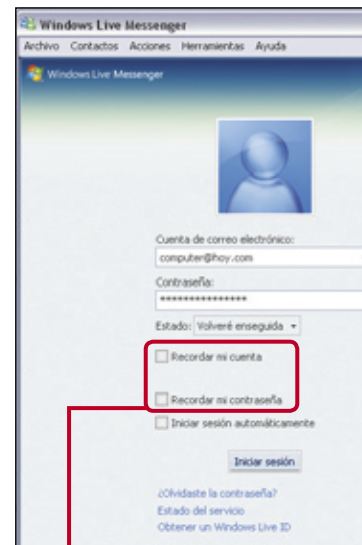 Windows Live Messenger
Archivo Contactos Acciones Herramientas Ayuda
Windows Live Messenger
Cuenta de correo electrónico:
computer@hoy.com
Contraseña:
***************
Estado: Volveré enseguida
Recordar mi cuenta
Recordar mi contraseña
Iniciar sesión automáticamente
Iniciar sesión
¿Olvidaste la contraseña?
Estado del servicio
Obtener un Windows Live ID